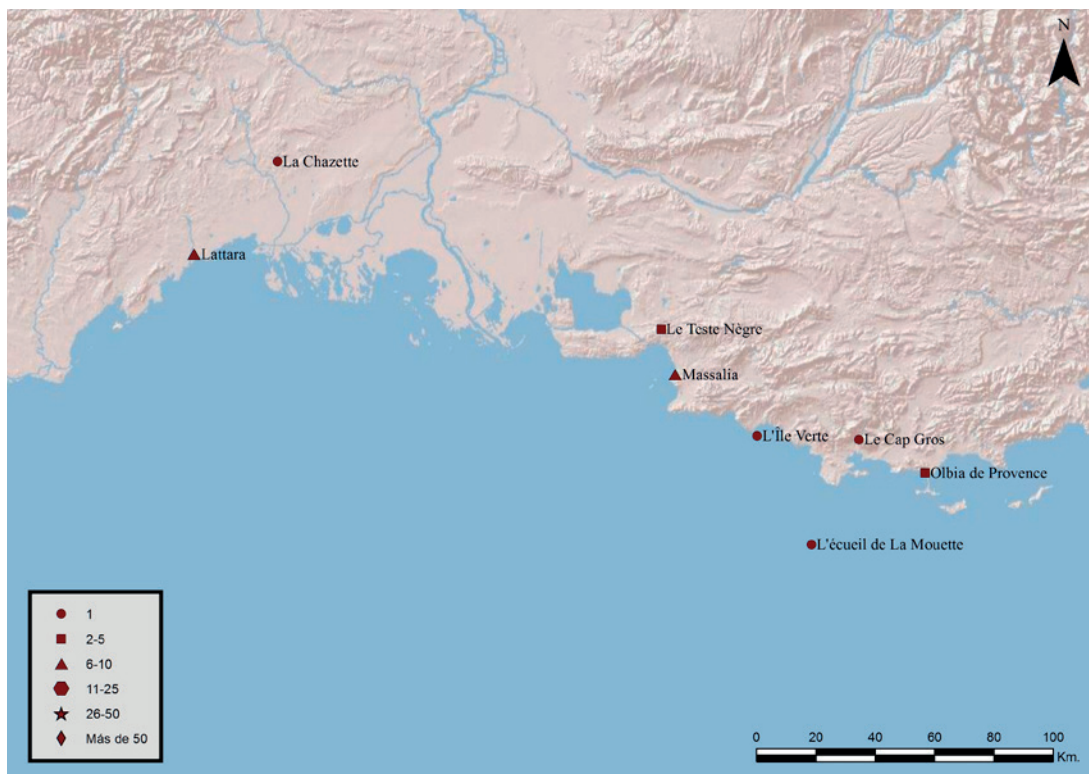 N
La Chazette
Lattara
Le Teste Nègre
Massalia
L'Île Verte
Le Cap Gros
Olbia de Provence
L'écueil de La Mouette
1
2-5
6-10
11-25
26-50
Más de 50
0 20 40 60 80 100
Km.